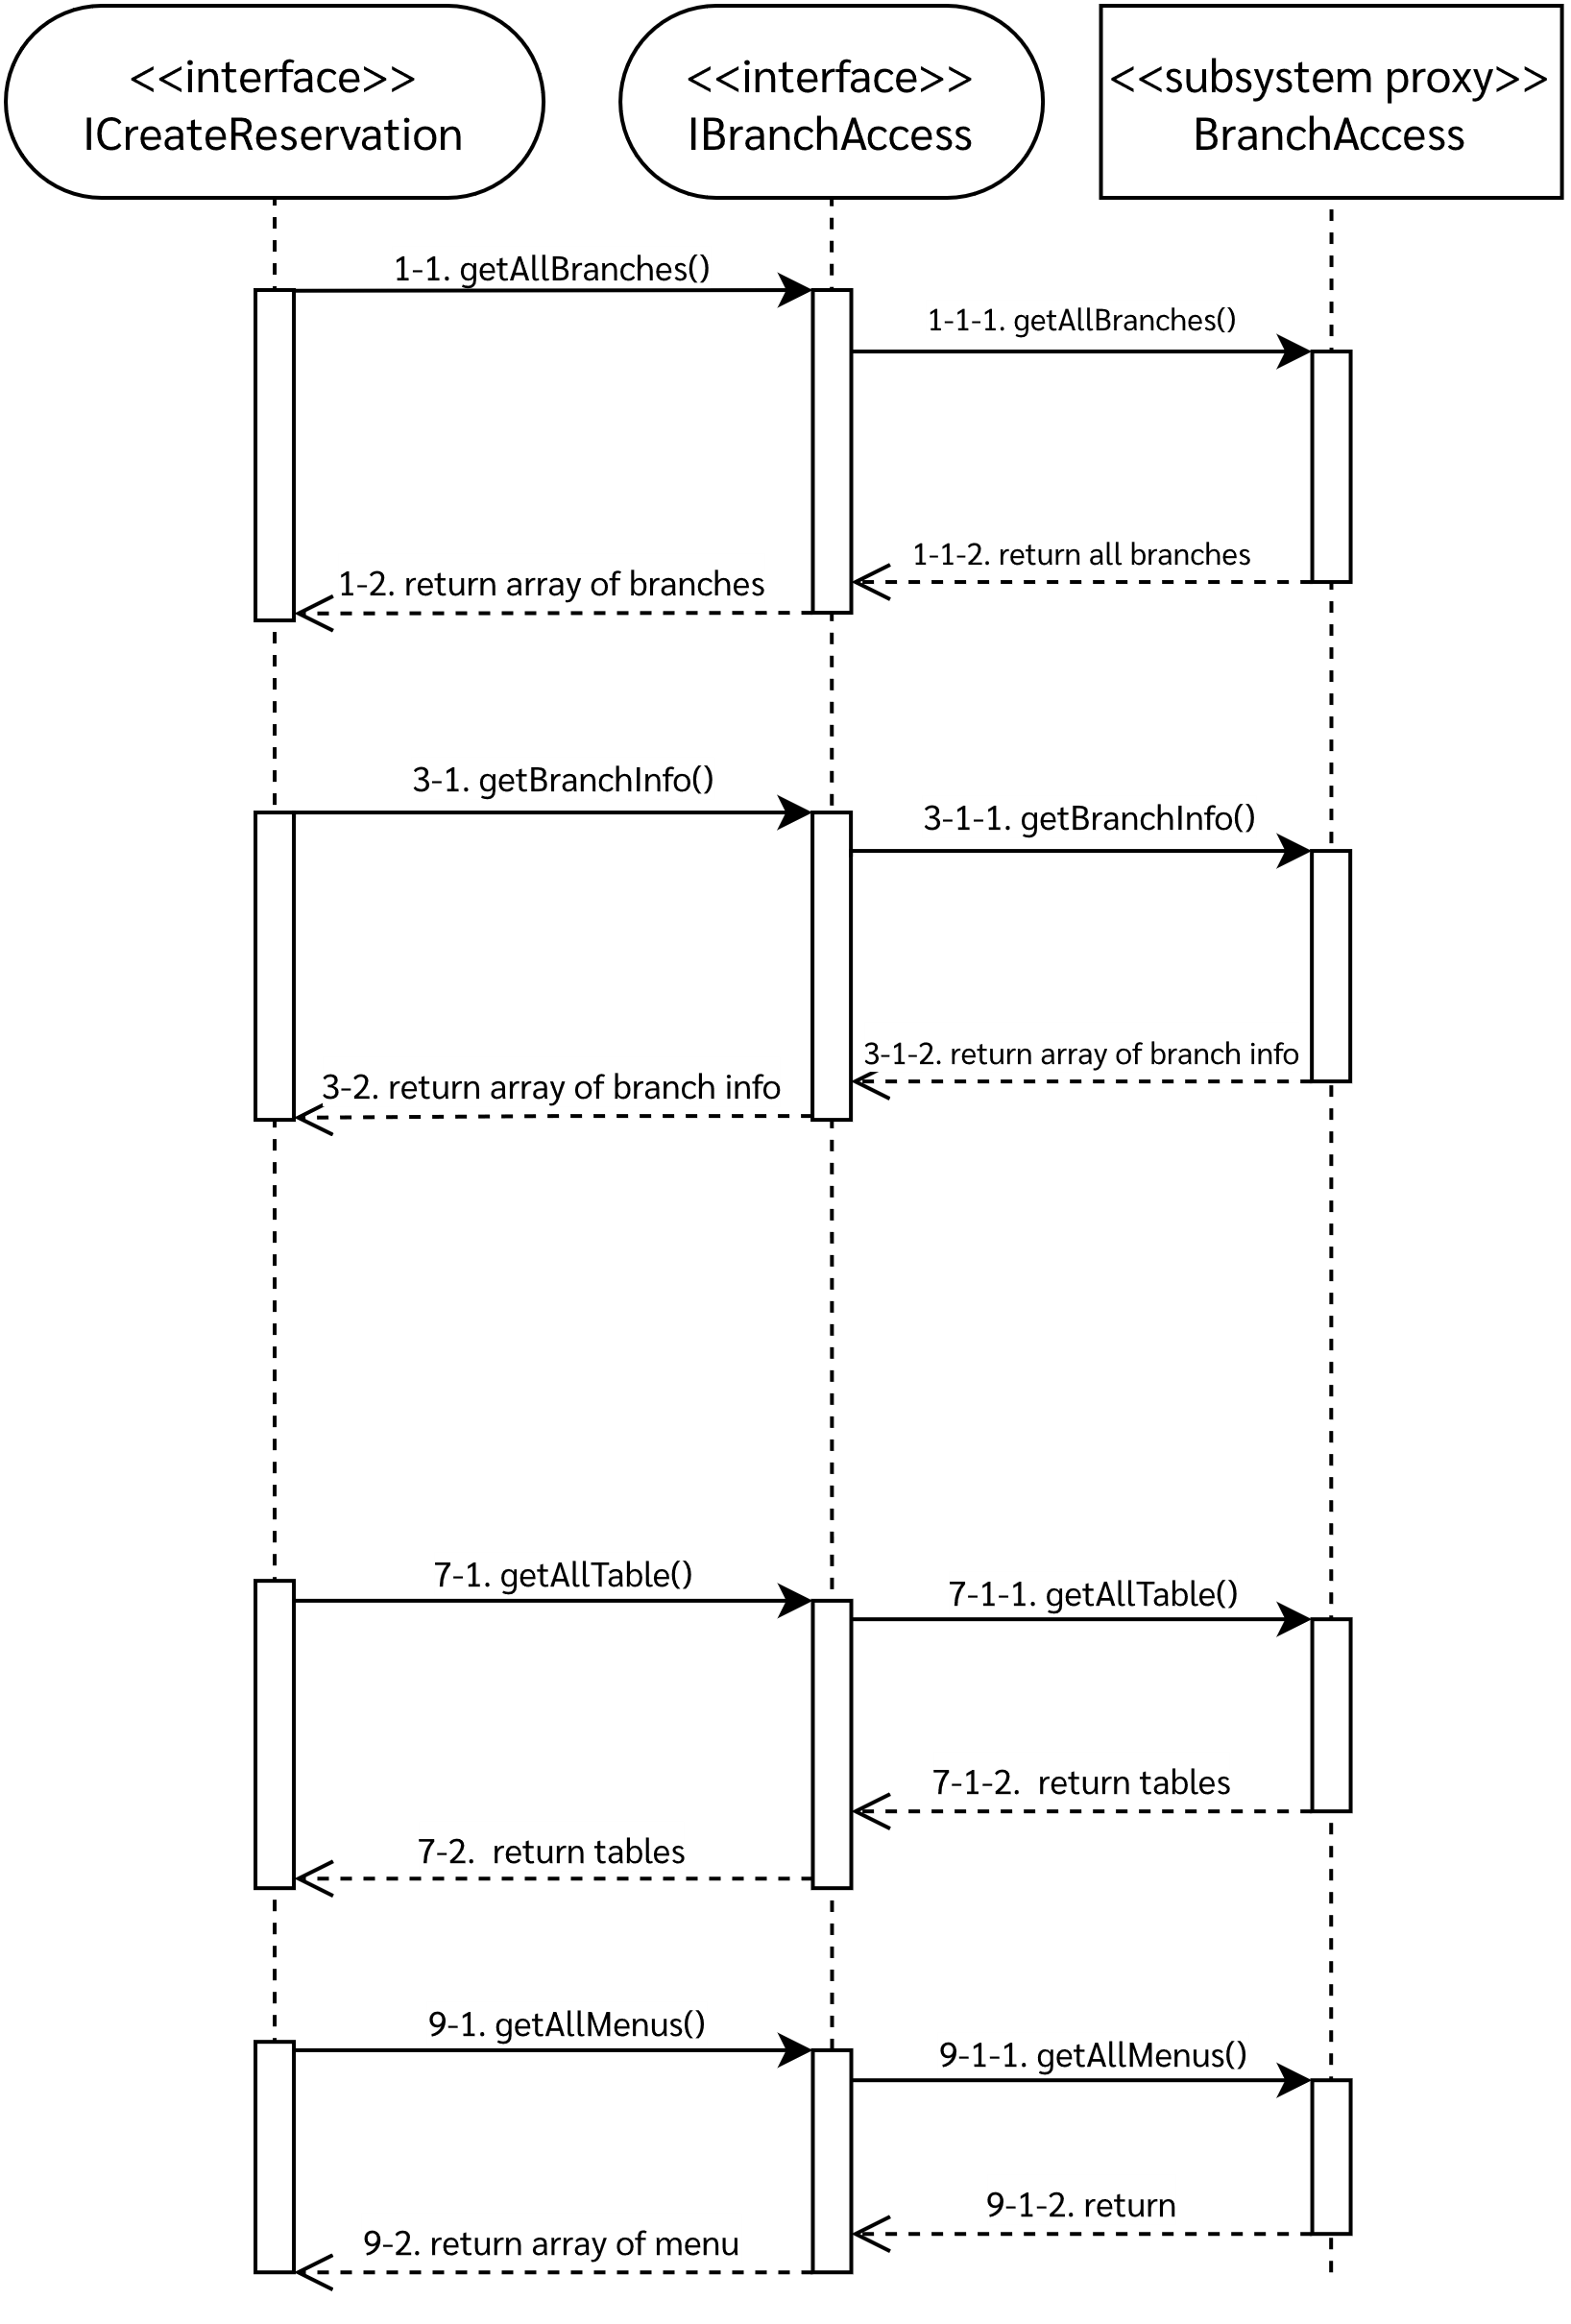 <<interface>>
ICreateReservation
<<interface>>
IBranchAccess
<<subsystem proxy>>
BranchAccess
1-1. getAllBranches()
1-1-1. getAllBranches()
1-1-2. return all branches
1-2. return array of branches
3-1. getBranchInfo()
3-1-1. getBranchInfo()
3-1-2. return array of branch info
3-2. return array of branch info
7-1. getAllTable()
7-1-1. getAllTable()
7-1-2.  return tables
7-2.  return tables
9-1. getAllMenus()
9-1-1. getAllMenus()
9-1-2. return
9-2. return array of menu